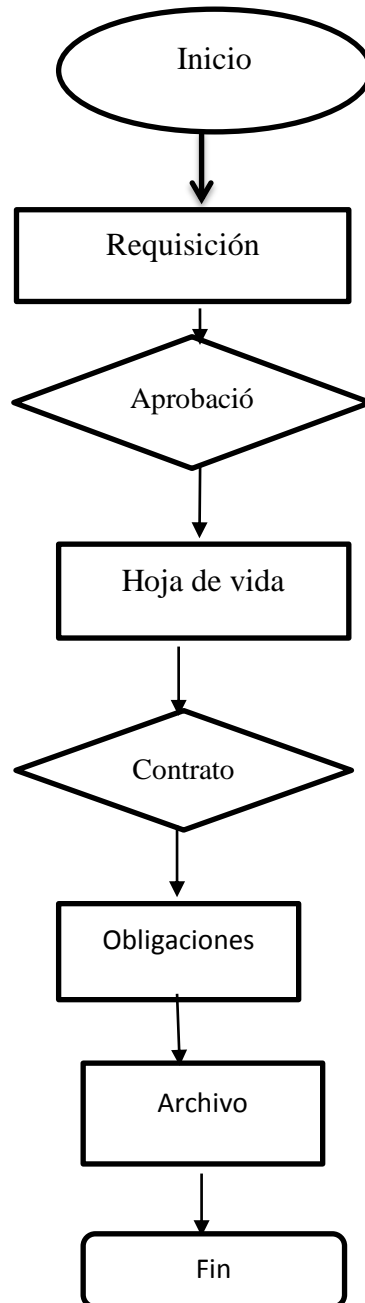 Inicio
Requisición
Aprobació
Hoja de vida
Contrato
Obligaciones
Archivo
Fin